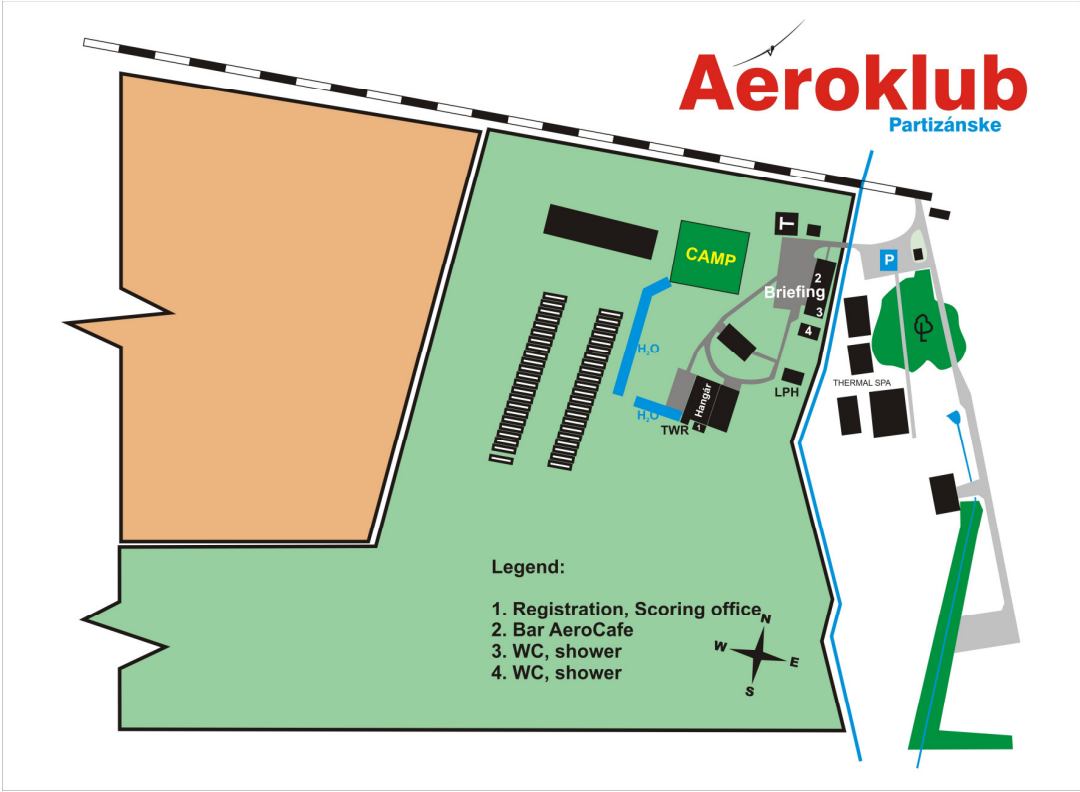 Aeroklub
Partizánske
T
CAMP
P
2
Briefing
3
4
H₂O
THERMAL SPA
LPH
Hangár
H₂O
1
TWR
Legend:
1. Registration, Scoring office
2. Bar AeroCafe
3. WC, shower
4. WC, shower
N
W
E
S